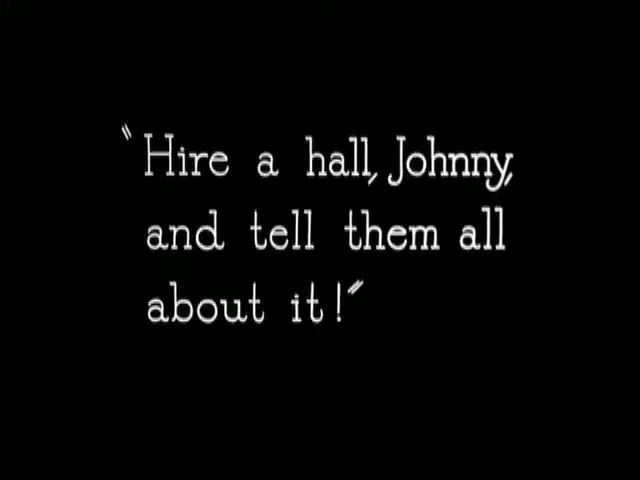 "Hire a hall, Johnny,
and tell them all
about it!"